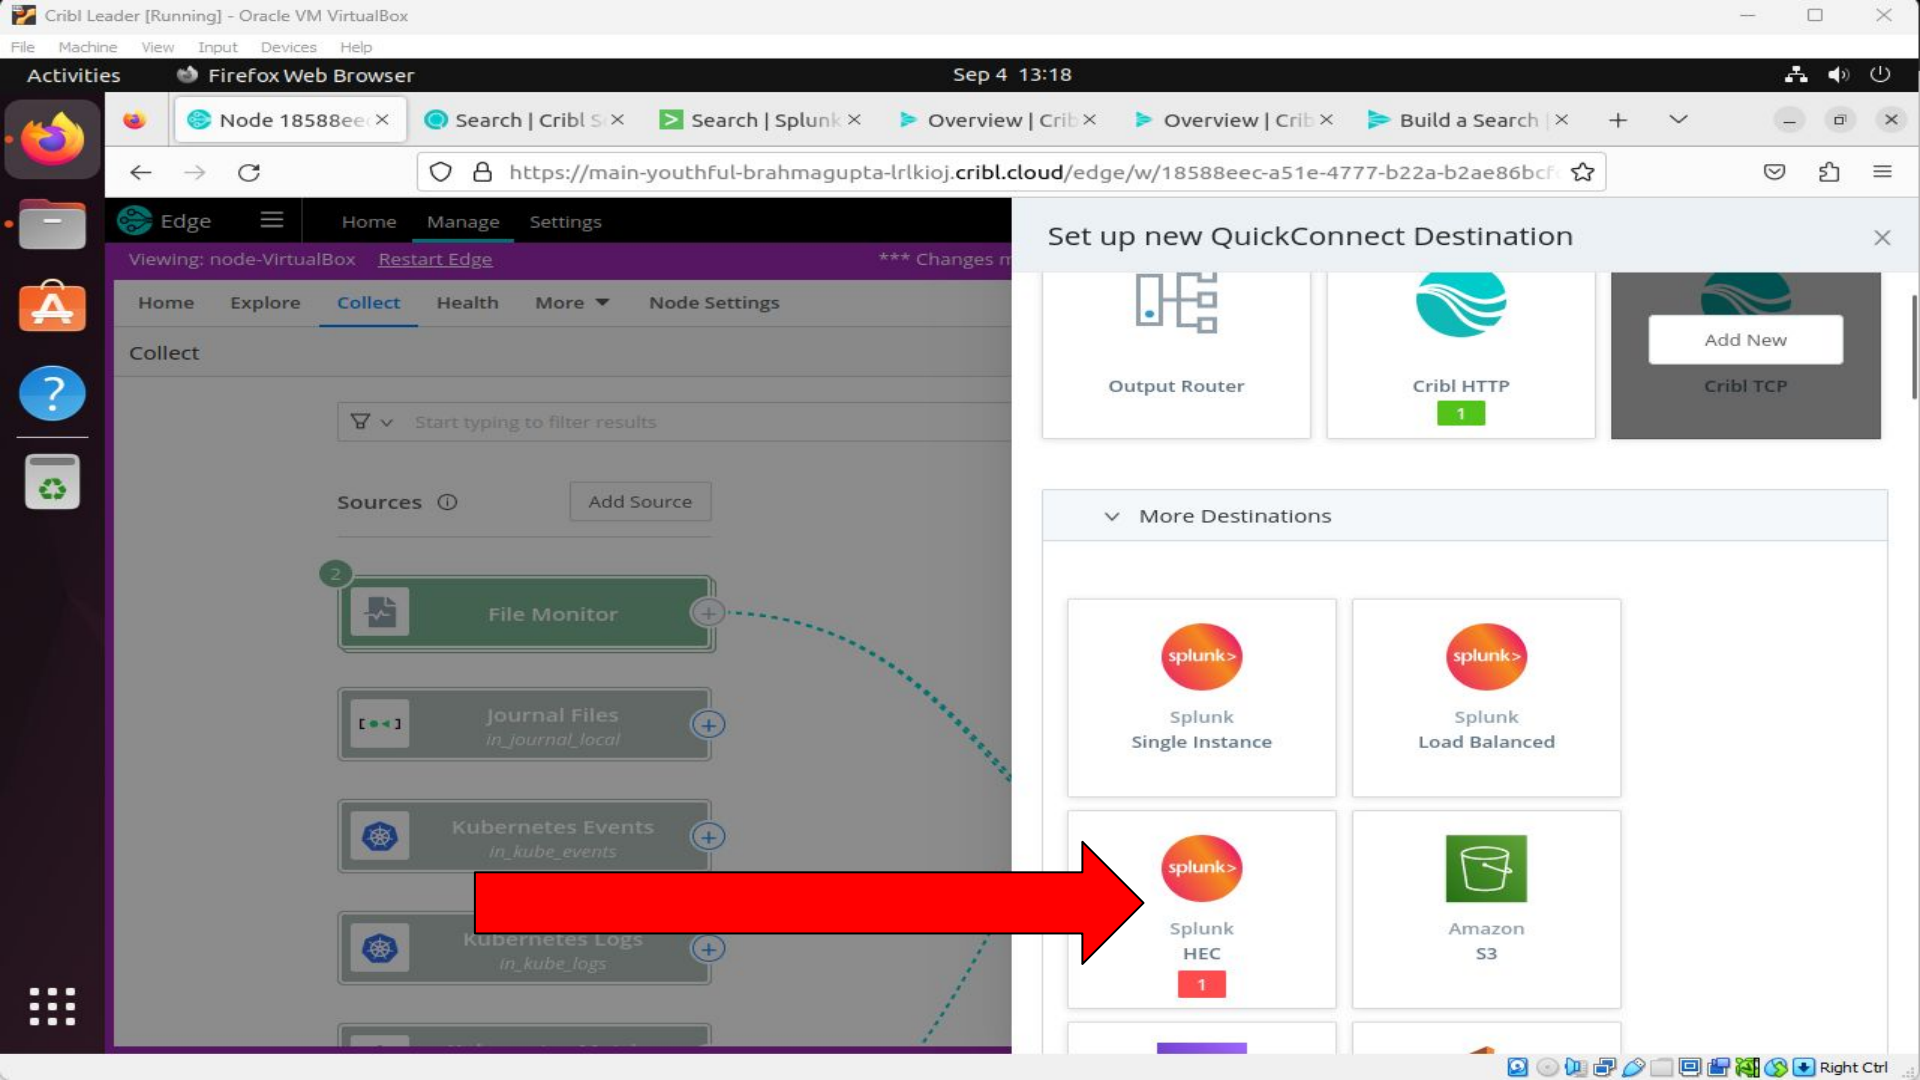 Cribl Leader [Running] - Oracle VM VirtualBox
File Machine View Input Devices Help
Activities Firefox Web Browser Sep 4 13:18
Node 18588eec Search | Cribl Se Search | Splunk Overview | Crib Overview | Crib Build a Search |
https://main-youthful-brahmagupta-lrlkioj.cribl.cloud/edge/w/18588eec-a51e-4777-b22a-b2ae86bcf
Edge Home Manage Settings
Viewing: node-VirtualBox Restart Edge *** Changes m
Home Explore Collect Health More Node Settings
Collect
Start typing to filter results
Sources Add Source
2
File Monitor
Journal Files
in_journal_local
Kubernetes Events
in_kube_events
Kubernetes Logs
in_kube_logs
Set up new QuickConnect Destination
Output Router
Cribl HTTP
1
Add New
Cribl TCP
More Destinations
splunk>
Splunk
Single Instance
splunk>
Splunk
Load Balanced
splunk>
Splunk
HEC
1
Amazon
S3
Right Ctrl